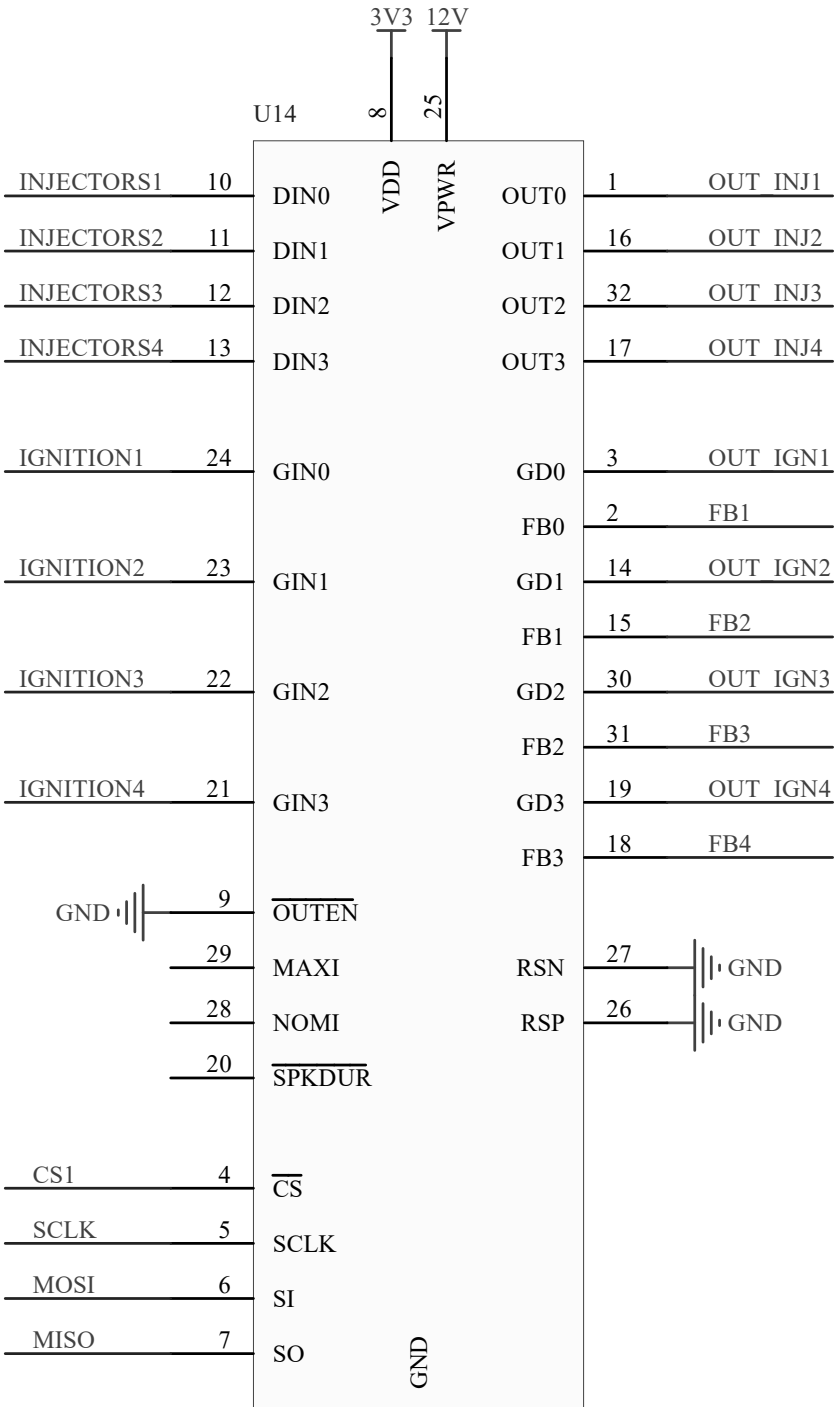 3V3 12V
U14 8 25
VDD VPWR
INJECTORS1 10 DIN0 OUT0 1 OUT_INJ1
INJECTORS2 11 DIN1 OUT1 16 OUT_INJ2
INJECTORS3 12 DIN2 OUT2 32 OUT_INJ3
INJECTORS4 13 DIN3 OUT3 17 OUT_INJ4
IGNITION1 24 GIN0 GD0 3 OUT_IGN1
FB0 2 FB1
IGNITION2 23 GIN1 GD1 14 OUT_IGN2
FB1 15 FB2
IGNITION3 22 GIN2 GD2 30 OUT_IGN3
FB2 31 FB3
IGNITION4 21 GIN3 GD3 19 OUT_IGN4
FB3 18 FB4
GND 9 OUTEN
29 MAXI RSN 27 GND
28 NOMI RSP 26 GND
20 SPKDUR
CS1 4 CS
SCLK 5 SCLK
MOSI 6 SI
MISO 7 SO
GND